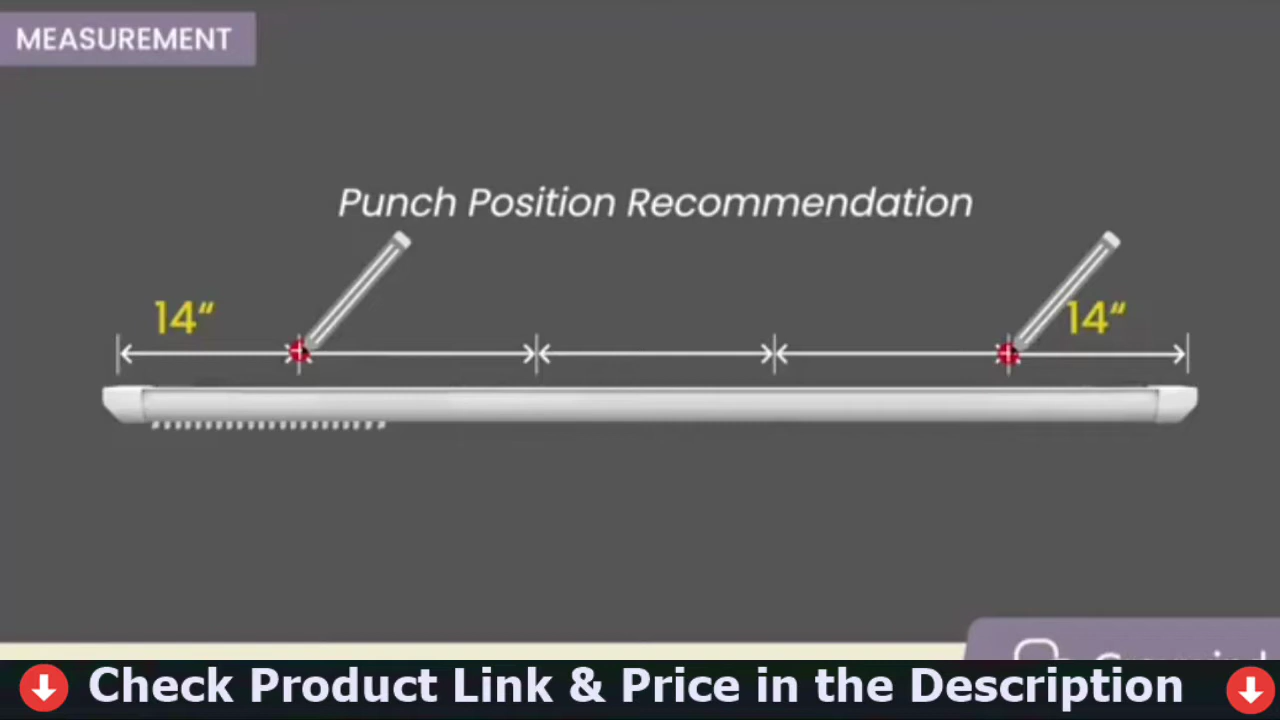 MEASUREMENT
Punch Position Recommendation
14“
14“
Check Product Link & Price in the Description